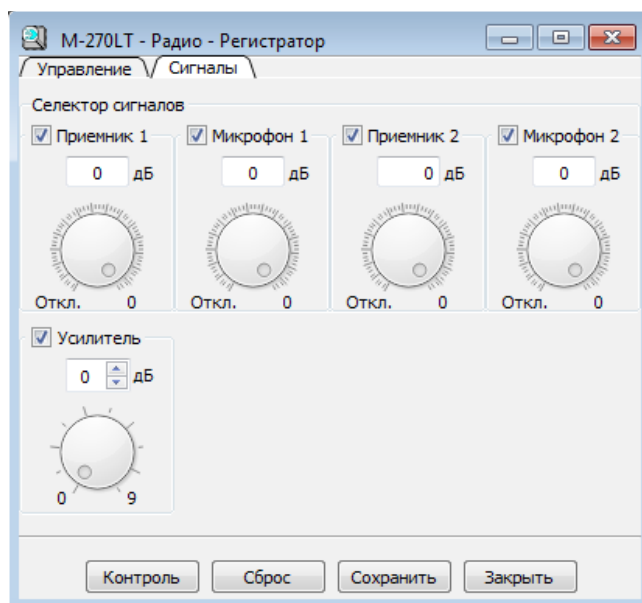 М-270LT - Радио - Регистратор
Управление Сигналы
Селектор сигналов
Приемник 1 Микрофон 1 Приемник 2 Микрофон 2
0 дБ 0 дБ 0 дБ 0 дБ
Откл. 0 Откл. 0 Откл. 0 Откл. 0
Усилитель
0 дБ
0 9
Контроль Сброс Сохранить Закрыть